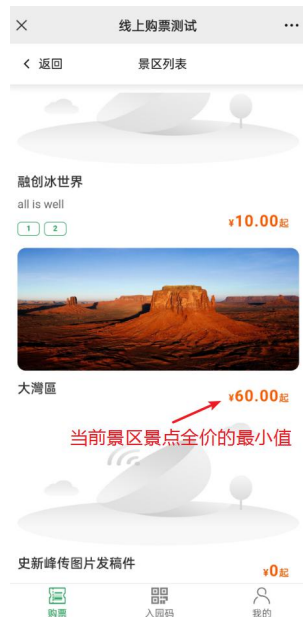 线上购票测试
返回 景区列表
融创冰世界
all is well
1 2
¥10.00起
大灣區
¥60.00起
当前景区景点全价的最小值
史新峰传图片发稿件
¥0起
购票 入园码 我的